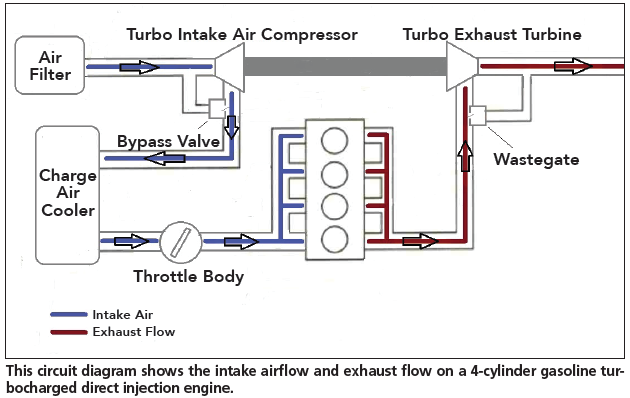 Turbo Intake Air Compressor
Turbo Exhaust Turbine
Air
Filter
Bypass Valve
Wastegate
Charge
Air
Cooler
Throttle Body
Intake Air
Exhaust Flow
This circuit diagram shows the intake airflow and exhaust flow on a 4-cylinder gasoline tur-
bocharged direct injection engine.